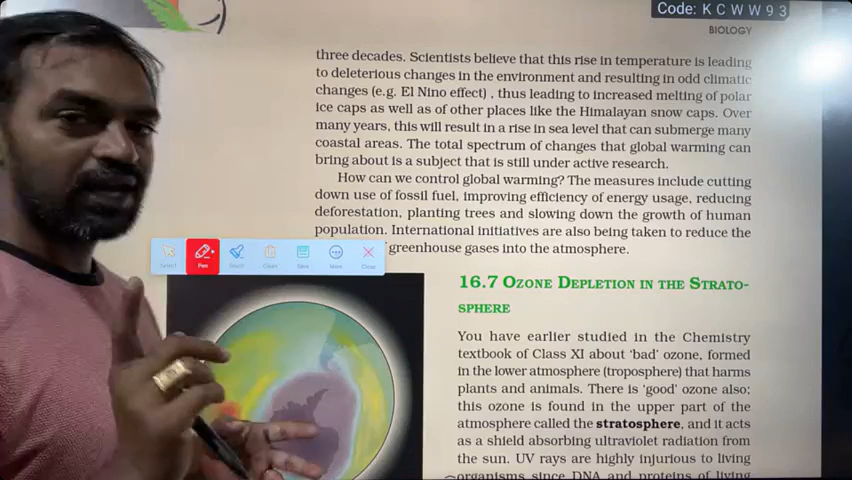 Code: K C W W 9 3
BIOLOGY
three decades. Scientists believe that this rise in temperature is leading
to deleterious changes in the environment and resulting in odd climatic
changes (e.g. El Nino effect) , thus leading to increased melting of polar
ice caps as well as of other places like the Himalayan snow caps. Over
many years, this will result in a rise in sea level that can submerge many
coastal areas. The total spectrum of changes that global warming can
bring about is a subject that is still under active research.
How can we control global warming? The measures include cutting
down use of fossil fuel, improving efficiency of energy usage, reducing
deforestation, planting trees and slowing down the growth of human
population. International initiatives are also being taken to reduce the
greenhouse gases into the atmosphere.
Select Pen Clean Save More Close
16.7 OZONE DEPLETION IN THE STRATO-
SPHERE
You have earlier studied in the Chemistry
textbook of Class XI about 'bad' ozone, formed
in the lower atmosphere (troposphere) that harms
plants and animals. There is 'good' ozone also;
this ozone is found in the upper part of the
atmosphere called the stratosphere, and it acts
as a shield absorbing ultraviolet radiation from
the sun. UV rays are highly injurious to living
organisms since DNA and proteins of living